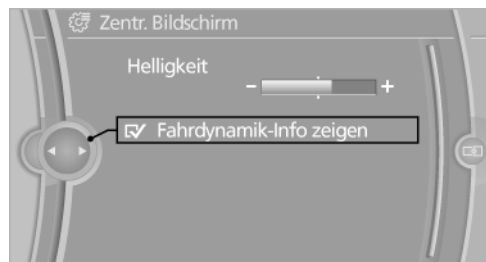 Zentr. Bildschirm
Helligkeit
- +
Fahrdynamik-Info zeigen